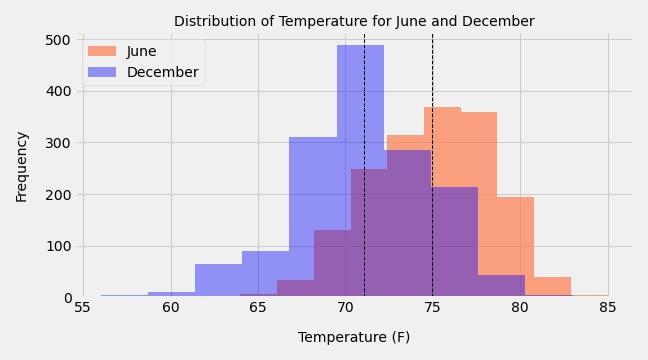 Distribution of Temperature for June and December
June
December
Frequency
500
400
300
200
100
0
55 60 65 70 75 80 85
Temperature (F)